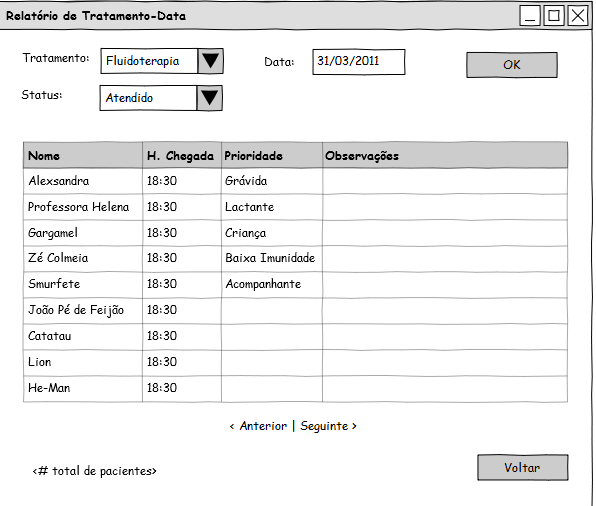 Relatório de Tratamento-Data
Tratamento: Fluidoterapia Data: 31/03/2011 OK
Status: Atendido
Nome H. Chegada Prioridade Observações
Alexsandra 18:30 Grávida
Professora Helena 18:30 Lactante
Gargamel 18:30 Criança
Zé Colmeia 18:30 Baixa Imunidade
Smurfete 18:30 Acompanhante
João Pé de Feijão 18:30
Catatau 18:30
Lion 18:30
He-Man 18:30
< Anterior | Seguinte >
<# total de pacientes> Voltar